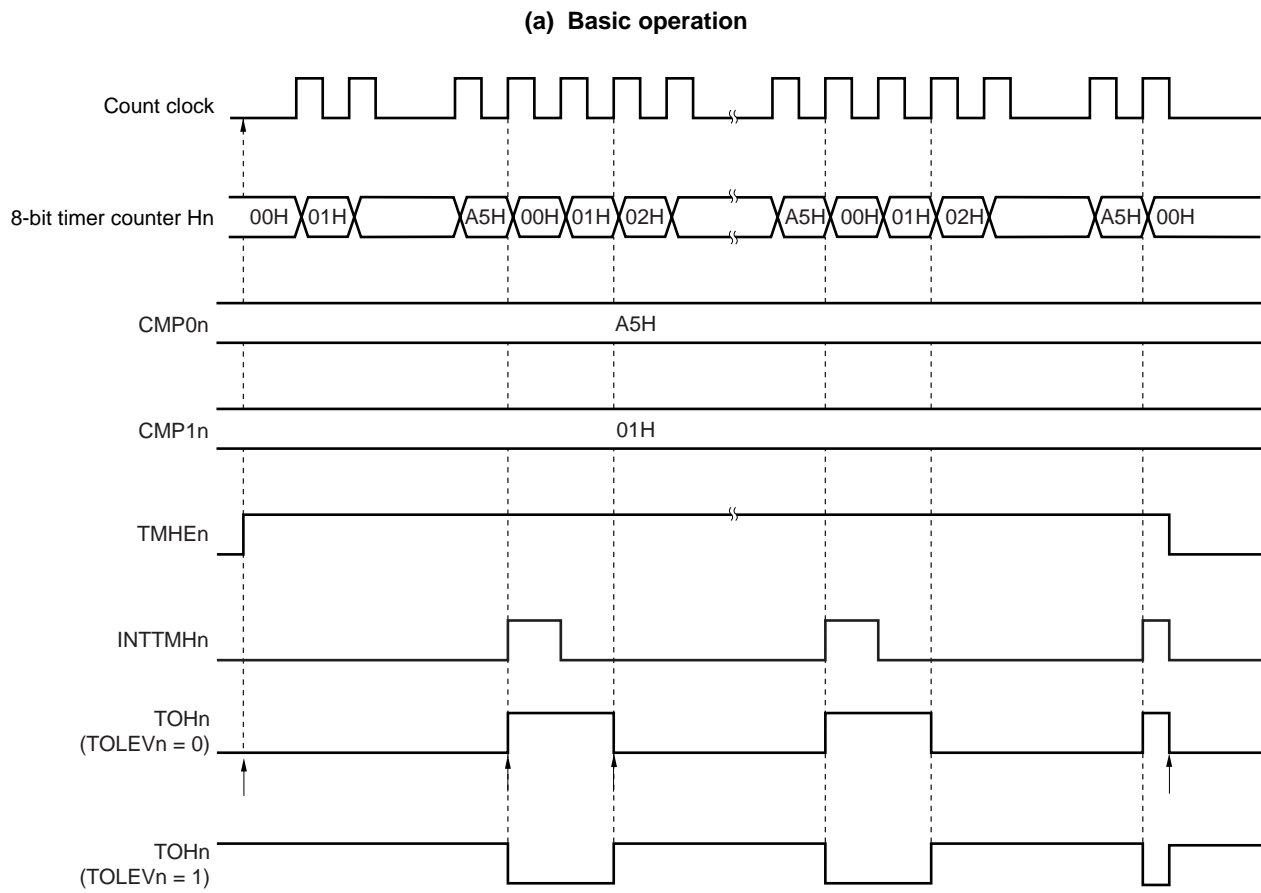 (a) Basic operation
Count clock
8-bit timer counter Hn
00H 01H A5H 00H 01H 02H A5H 00H 01H 02H A5H 00H
CMP0n
A5H
CMP1n
01H
TMHEn
INTTMHn
TOHn
(TOLEVn = 0)
TOHn
(TOLEVn = 1)